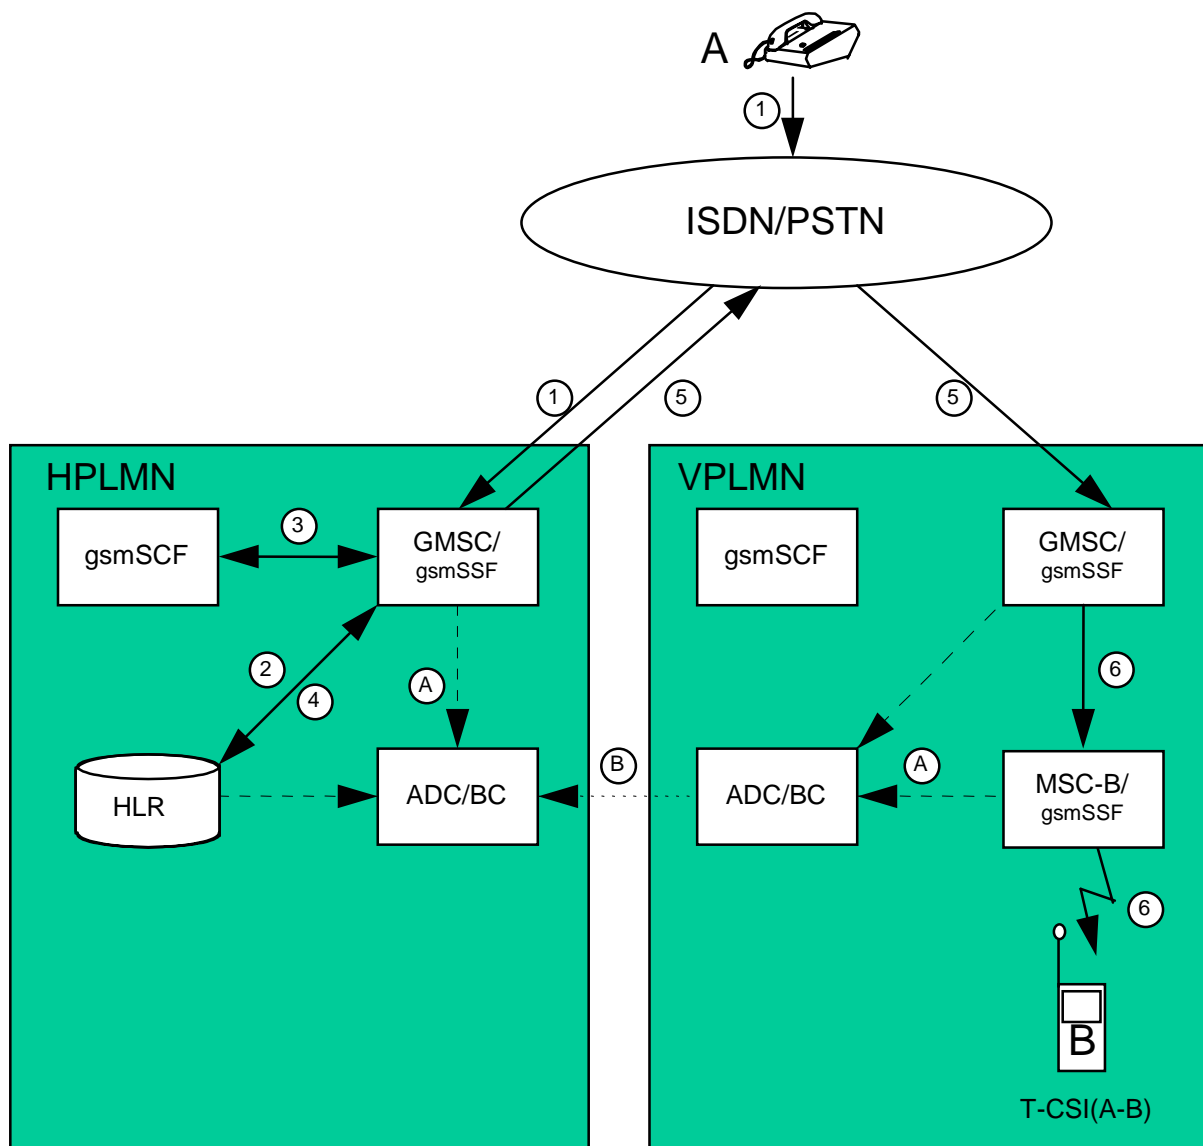 A
1
ISDN/PSTN
1
5
5
HPLMN
VPLMN
gsmSCF
3
GMSC/
gsmSSF
gsmSCF
GMSC/
gsmSSF
2
4
A
6
HLR
ADC/BC
B
ADC/BC
A
MSC-B/
gsmSSF
6
B
T-CSI(A-B)